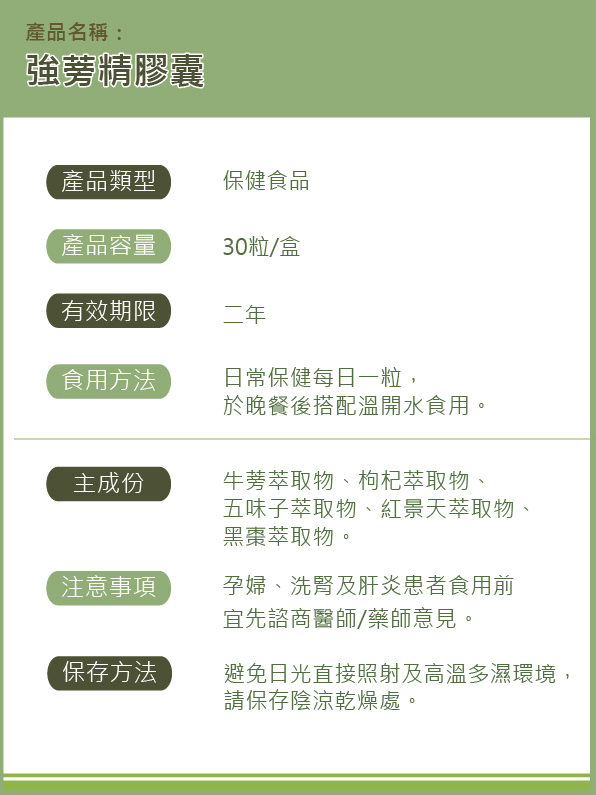 產品名稱：
強蒡精膠囊
產品類型
保健食品
產品容量
30粒/盒
有效期限
二年
食用方法
日常保健每日一粒，
於晚餐後搭配溫開水食用。
主成份
牛蒡萃取物、枸杞萃取物、
五味子萃取物、紅景天萃取物、
黑棗萃取物。
注意事項
孕婦、洗腎及肝炎患者食用前
宜先諮商醫師/藥師意見。
保存方法
避免日光直接照射及高溫多濕環境，
請保存陰涼乾燥處。